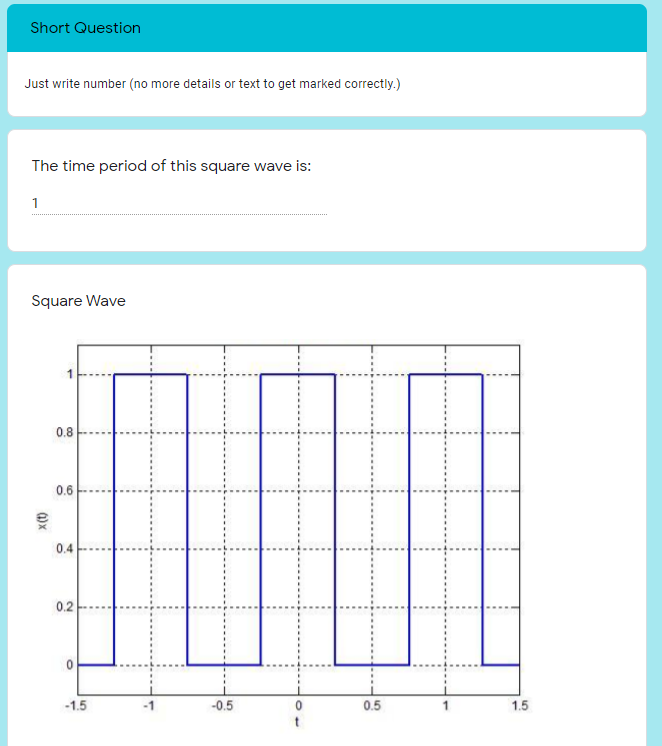 Short Question
Just write number (no more details or text to get marked correctly.)
The time period of this square wave is:
1
Square Wave
1
0.8
0.6
x(t)
0.4
0.2
0
-1.5 -1 -0.5 0 0.5 1 1.5
t